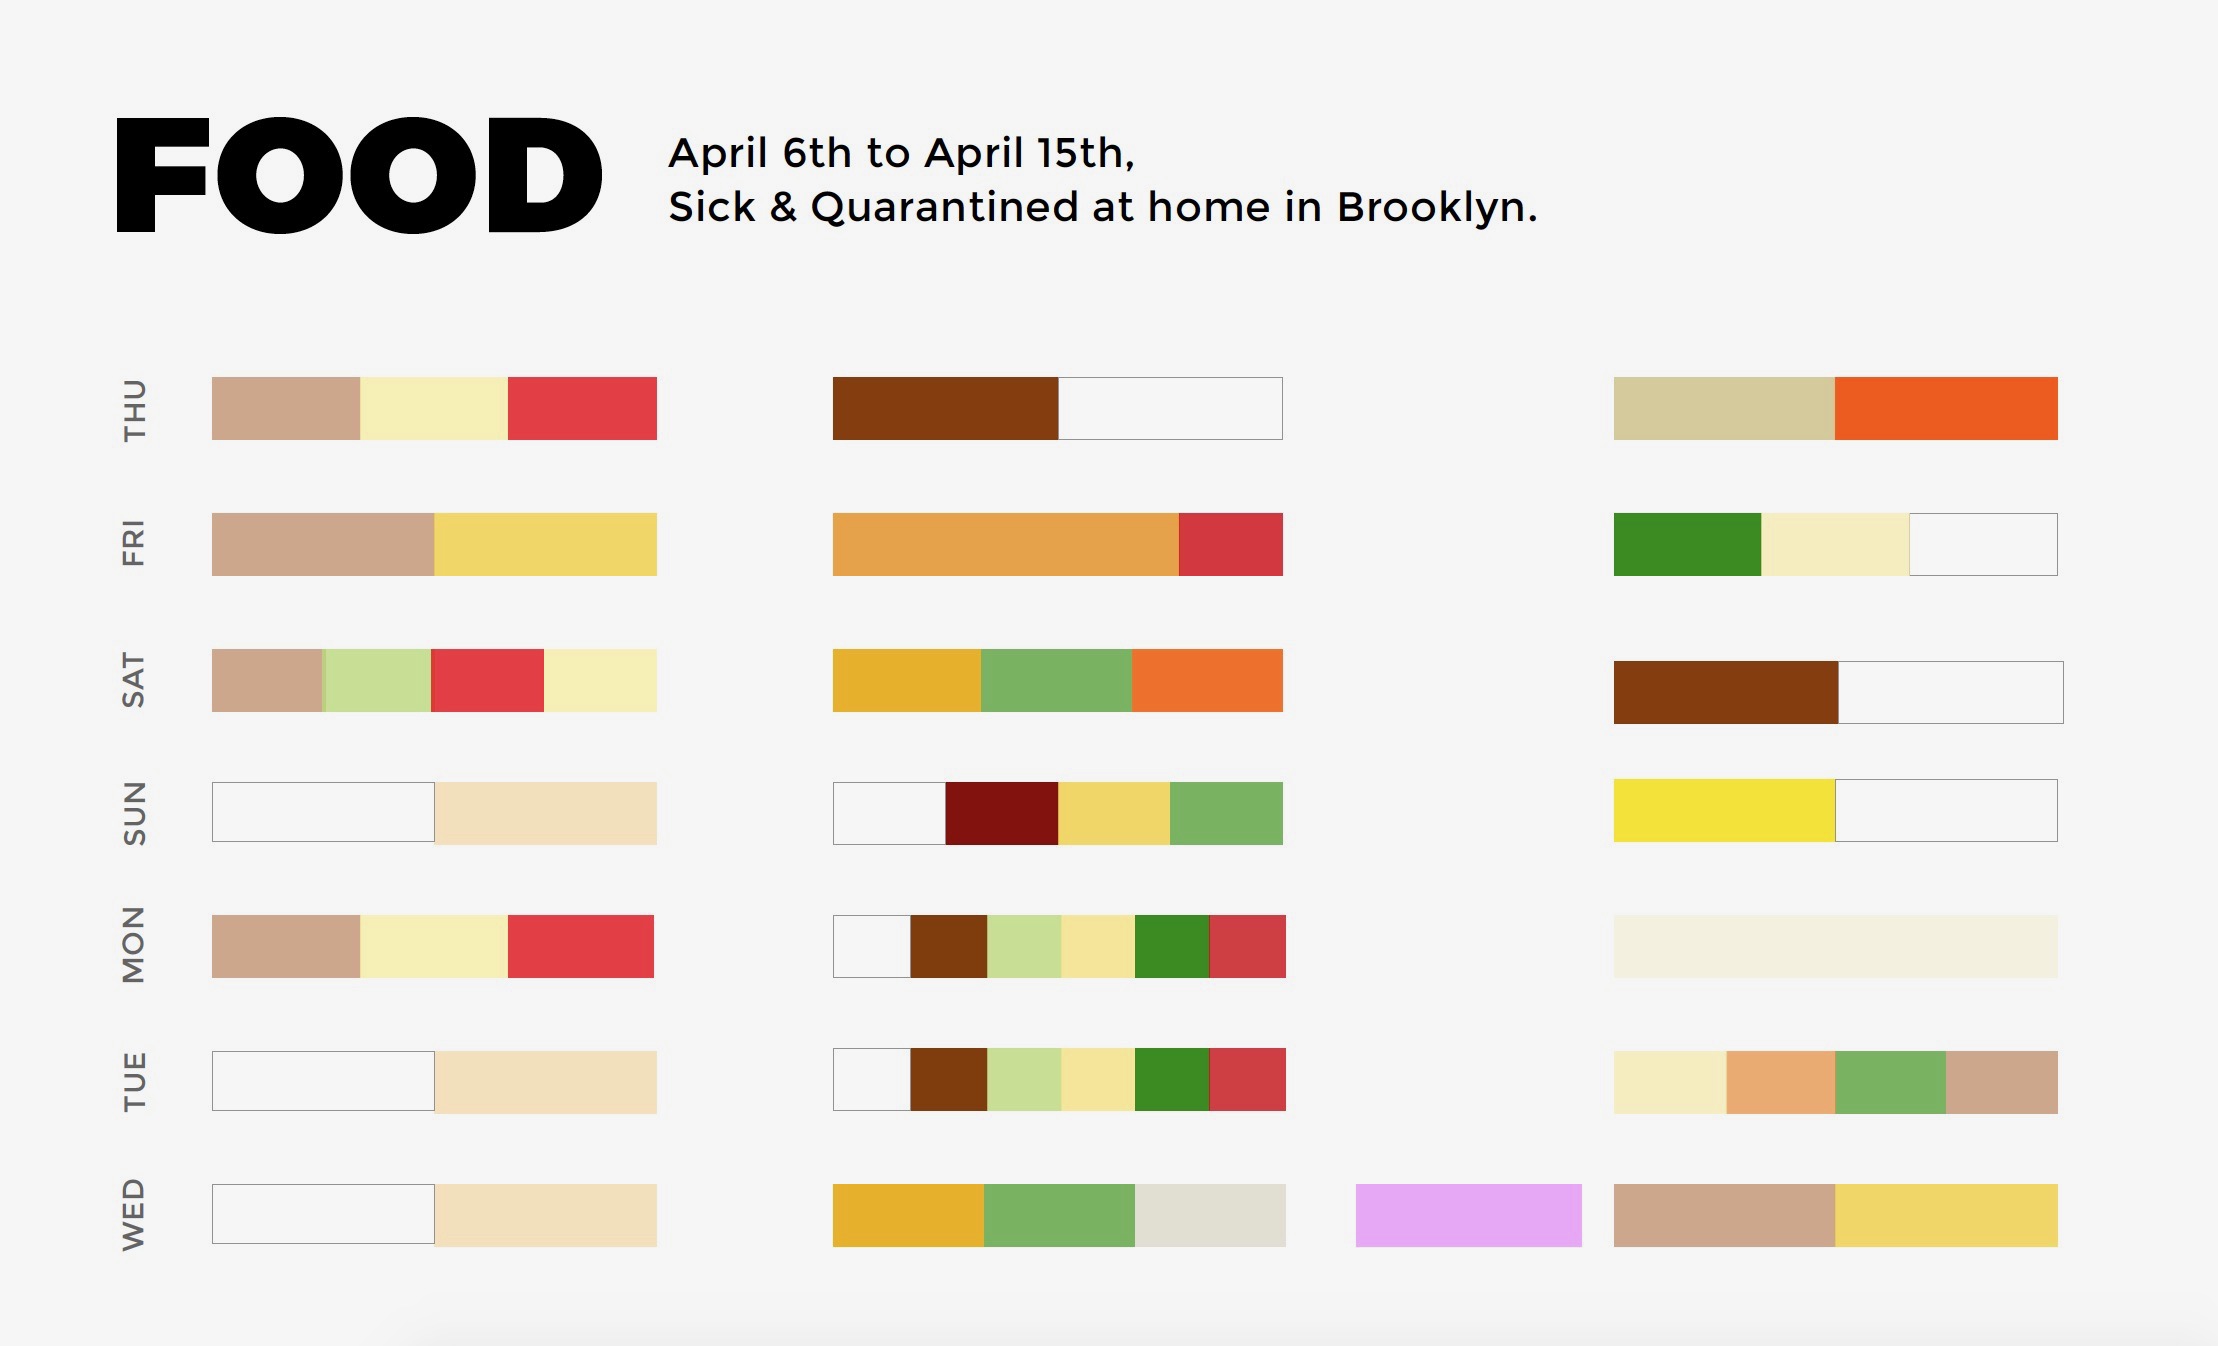 FOOD
April 6th to April 15th,
Sick & Quarantined at home in Brooklyn.
THU
FRI
SAT
SUN
MON
TUE
WED